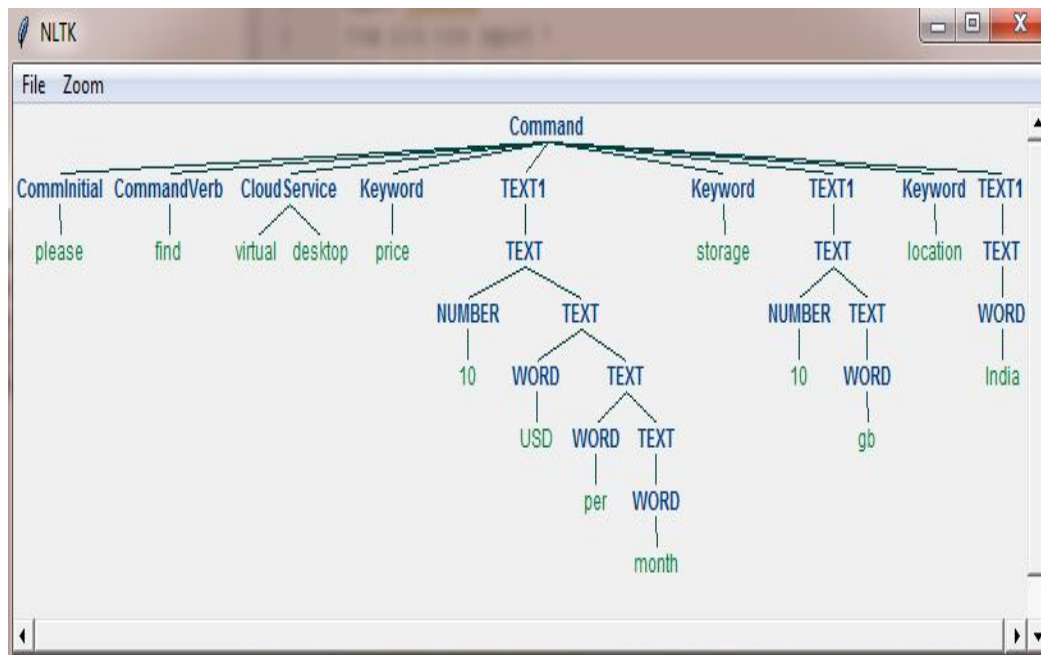 NLTK
File Zoom
Command
CommInitial CommandVerb CloudService Keyword TEXT1 Keyword TEXT1 Keyword TEXT1
please find virtual desktop price TEXT storage TEXT location TEXT
NUMBER TEXT NUMBER TEXT WORD
10 WORD TEXT 10 WORD India
USD WORD TEXT gb
per WORD
month